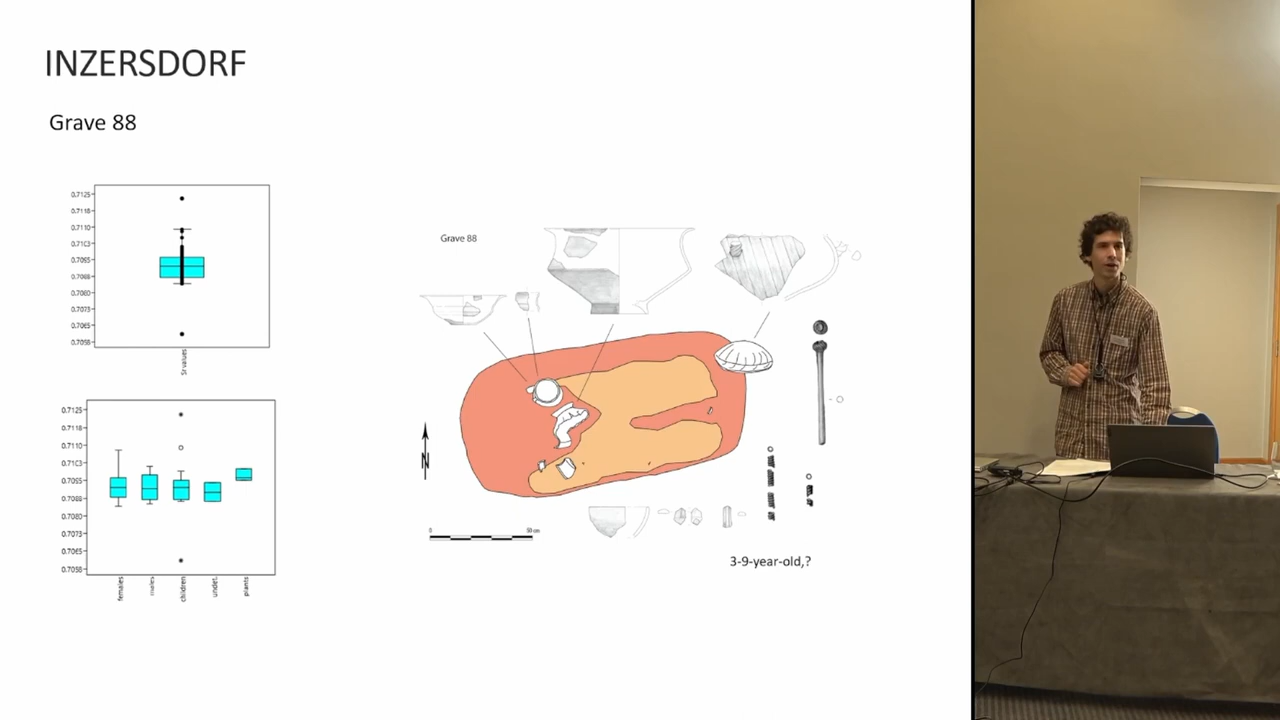 INZERSDORF
Grave 88
0.7125
0.7118
0.7110
0.7103
0.7095
0.7088
0.7080
0.7073
0.7065
0.7058
Sr values
0.7125
0.7118
0.7110
0.7103
0.7095
0.7088
0.7080
0.7073
0.7065
0.7058
females
males
children
undet.
plants
Grave 88
N
0
50 cm
3-9-year-old,?